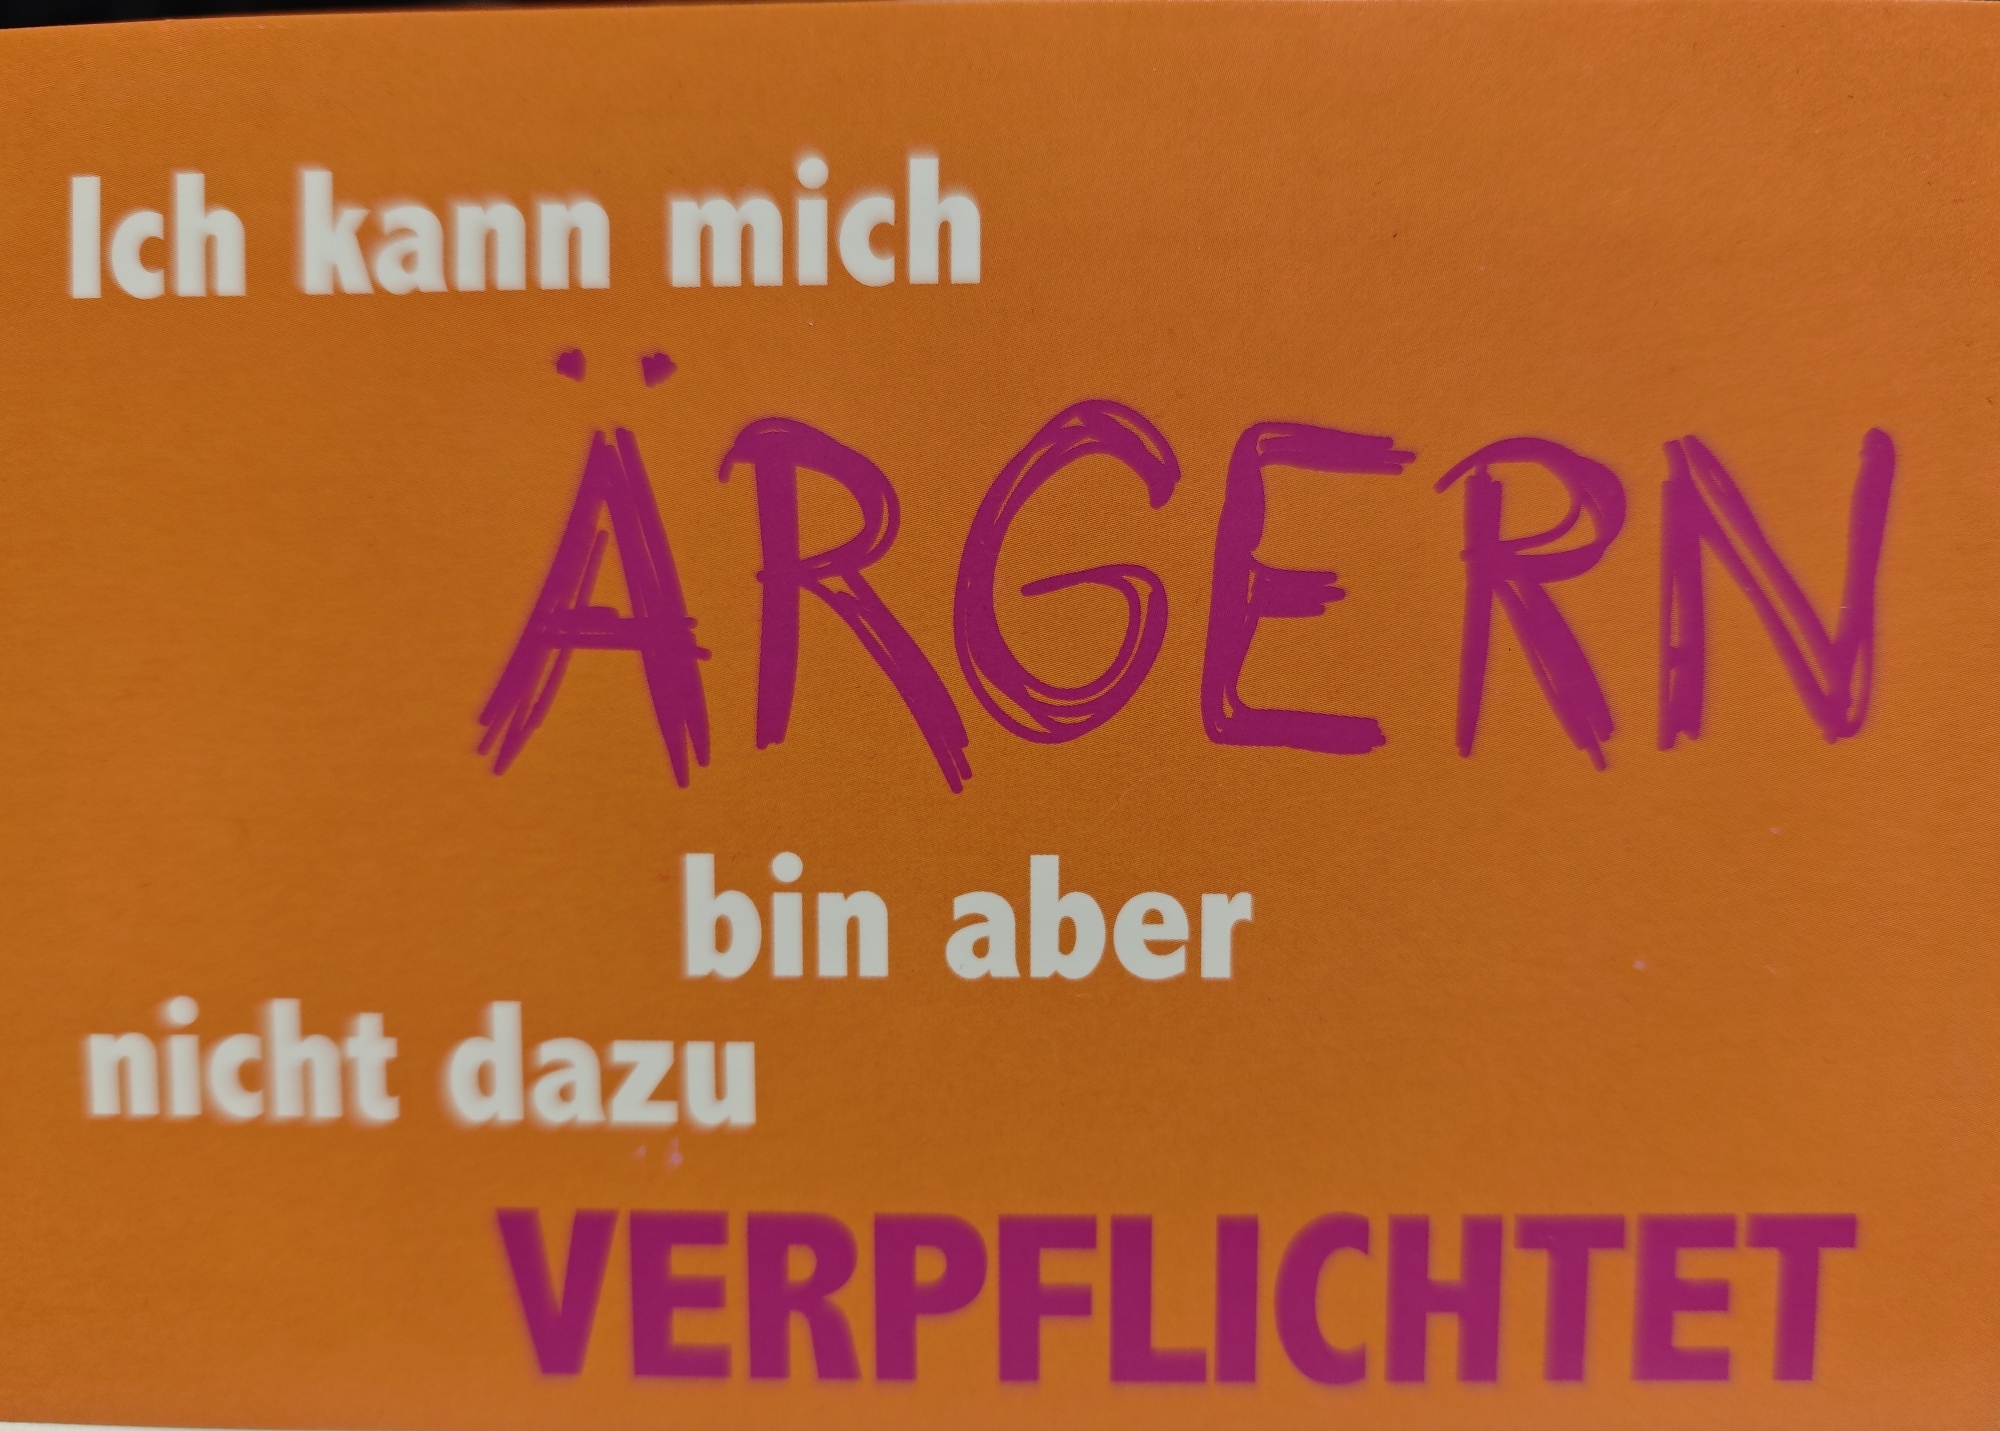 Ich kann mich
ÄRGERN
bin aber
nicht dazu
VERPFLICHTET